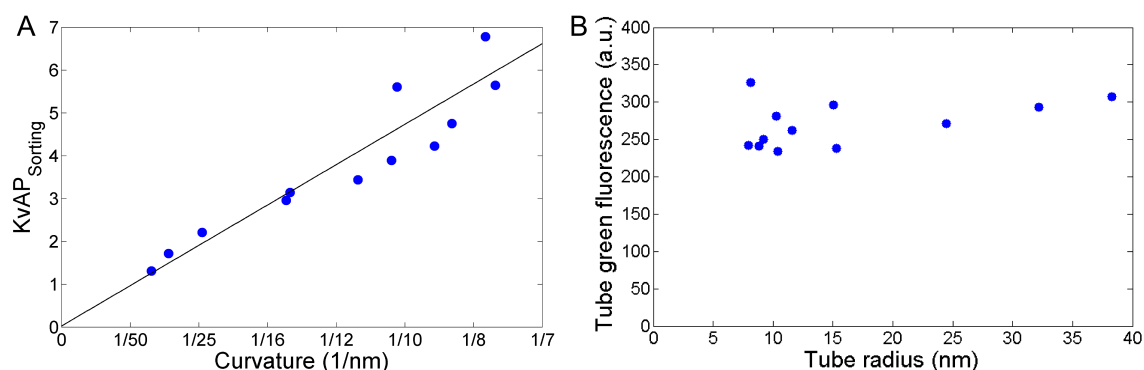 A
KvAP_Sorting
7
6
5
4
3
2
1
0
0 1/50 1/25 1/16 1/12 1/10 1/8 1/7
Curvature (1/nm)
B
Tube green fluorescence (a.u.)
400
350
300
250
200
150
100
50
0
0 5 10 15 20 25 30 35 40
Tube radius (nm)